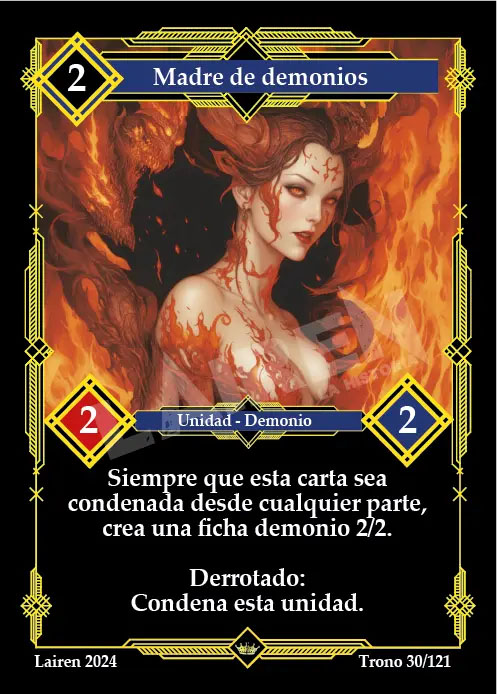 2
Madre de demonios
2
Unidad - Demonio
2
Siempre que esta carta sea
condenada desde cualquier parte,
crea una ficha demonio 2/2.
Derrotado:
Condena esta unidad.
Lairen 2024
Trono 30/121